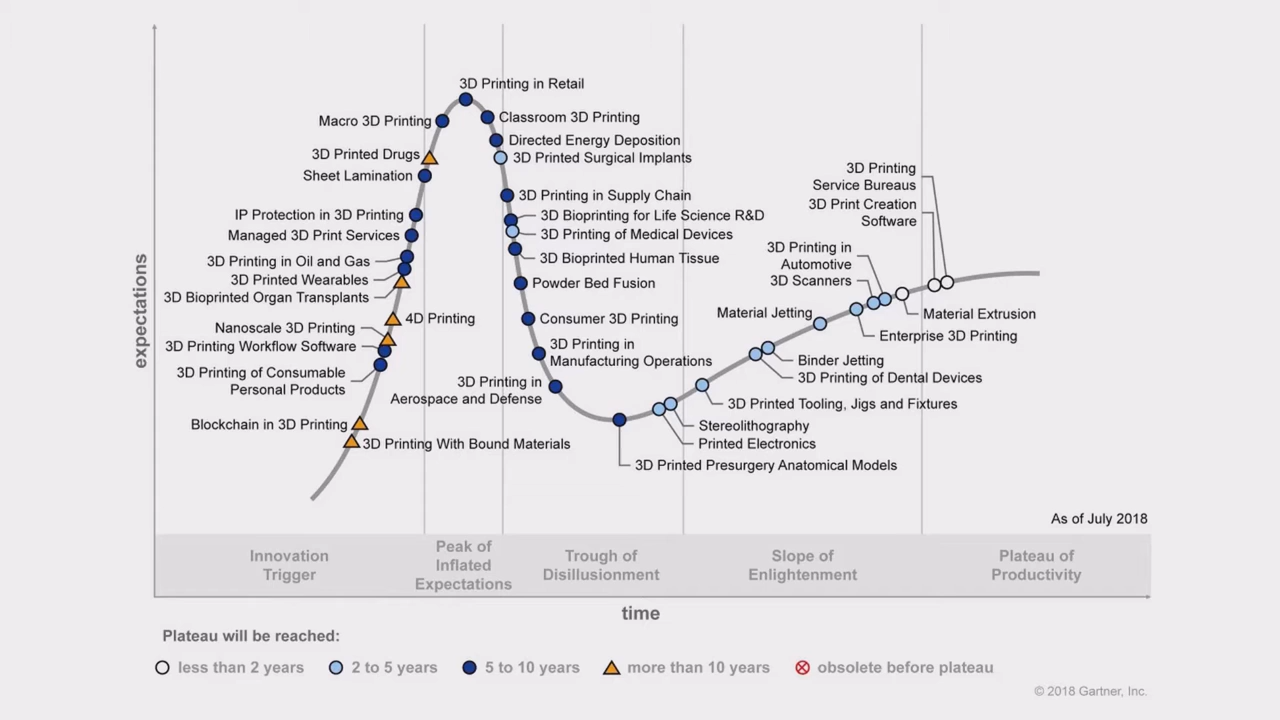 3D Printing in Retail
Macro 3D Printing
Classroom 3D Printing
Directed Energy Deposition
3D Printed Drugs
3D Printed Surgical Implants
Sheet Lamination
3D Printing in Supply Chain
IP Protection in 3D Printing
3D Bioprinting for Life Science R&D
Managed 3D Print Services
3D Printing of Medical Devices
3D Printing in Oil and Gas
3D Bioprinted Human Tissue
3D Printed Wearables
Powder Bed Fusion
3D Bioprinted Organ Transplants
4D Printing
Consumer 3D Printing
Nanoscale 3D Printing
3D Printing Workflow Software
3D Printing in
Manufacturing Operations
3D Printing of Consumable
Personal Products
3D Printing in
Aerospace and Defense
Blockchain in 3D Printing
3D Printing With Bound Materials
3D Printing
Service Bureaus
3D Print Creation
Software
3D Printing in
Automotive
3D Scanners
Material Jetting
Material Extrusion
Enterprise 3D Printing
Binder Jetting
3D Printing of Dental Devices
3D Printed Tooling, Jigs and Fixtures
Stereolithography
Printed Electronics
3D Printed Presurgery Anatomical Models
expectations
As of July 2018
Innovation
Trigger
Peak of
Inflated
Expectations
Trough of
Disillusionment
Slope of
Enlightenment
Plateau of
Productivity
time
Plateau will be reached:
less than 2 years
2 to 5 years
5 to 10 years
more than 10 years
obsolete before plateau
© 2018 Gartner, Inc.